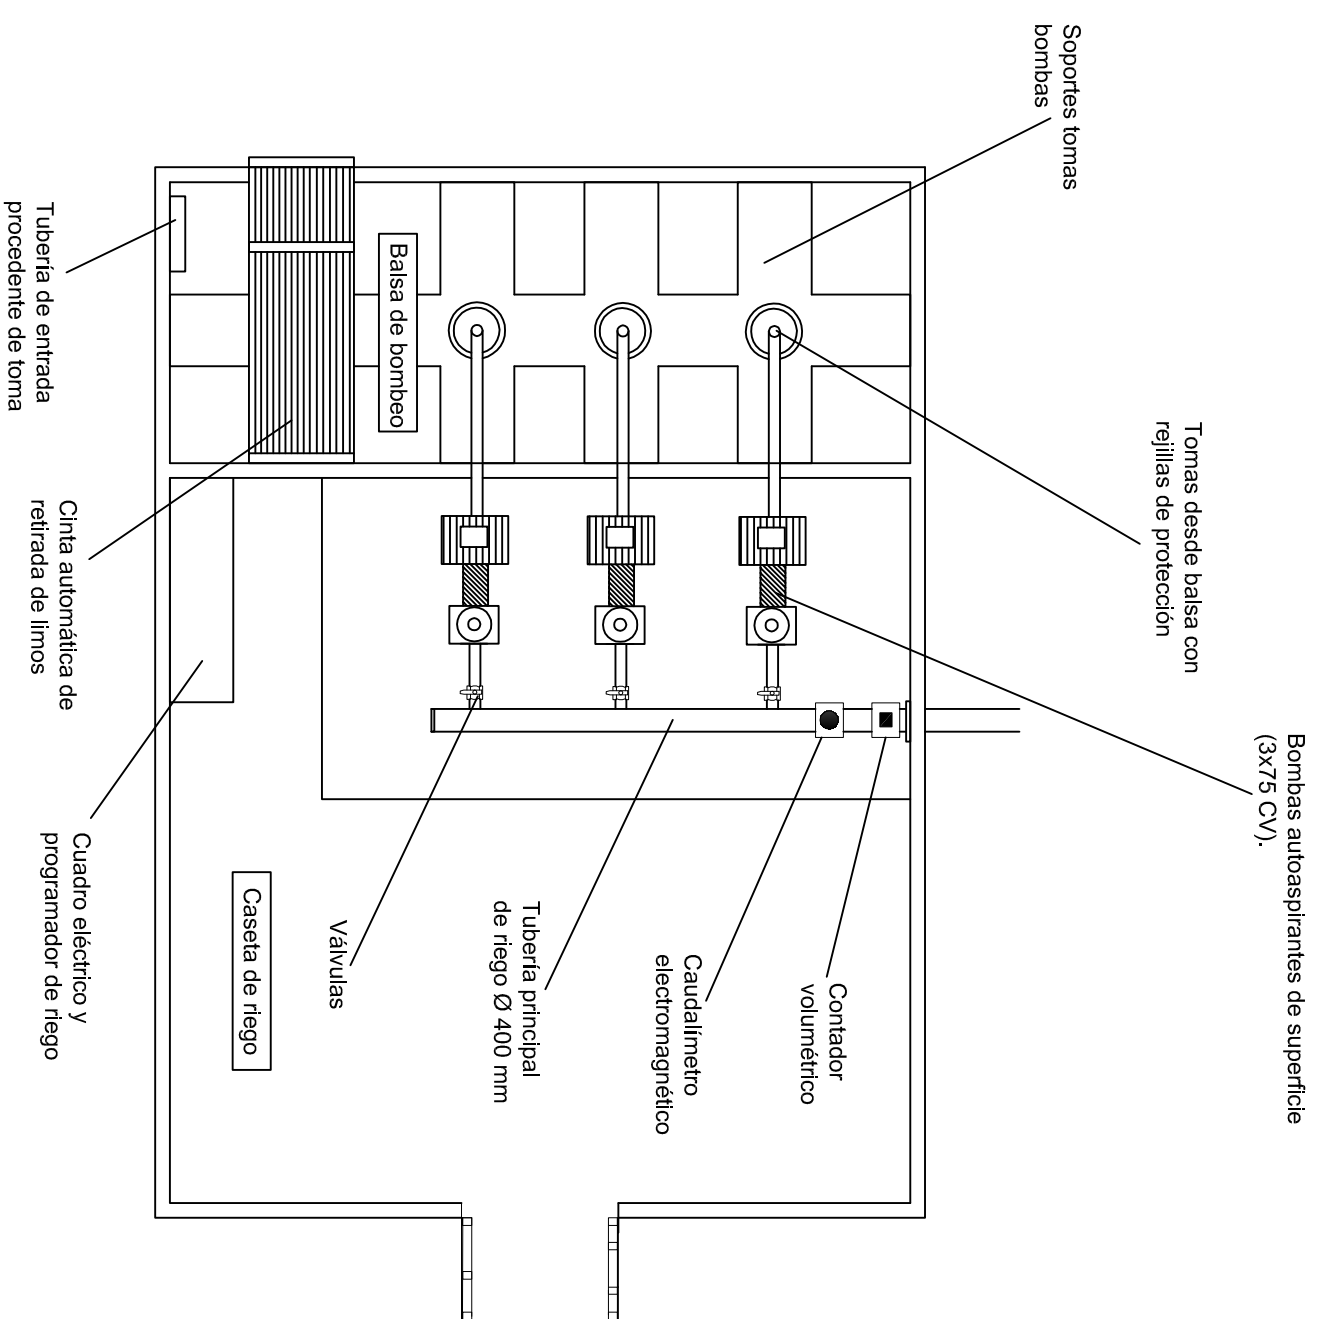 Soportes tomas
bombas
Tomas desde balsa con
rejillas de protección
Bombas autoaspirantes de superficie
(3x75 CV).
Balsa de bombeo
Tubería de entrada
procedente de toma
Cinta automática de
retirada de limos
Cuadro eléctrico y
programador de riego
Caseta de riego
Válvulas
Tubería principal
de riego Ø 400 mm
Caudalímetro
electromagnético
Contador
volumétrico